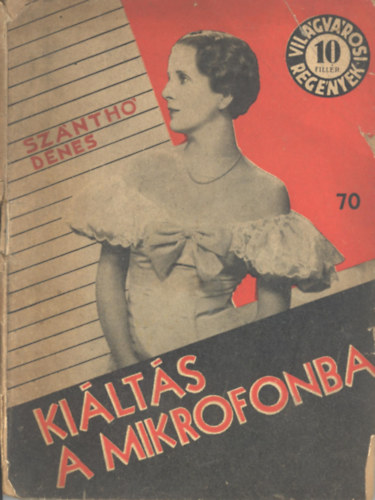 VILÁGVÁROSI
10
FILLÉR
REGÉNYEK
SZANTHÓ
DÉNES
70
KIÁLTÁS
A MIKROFONBA